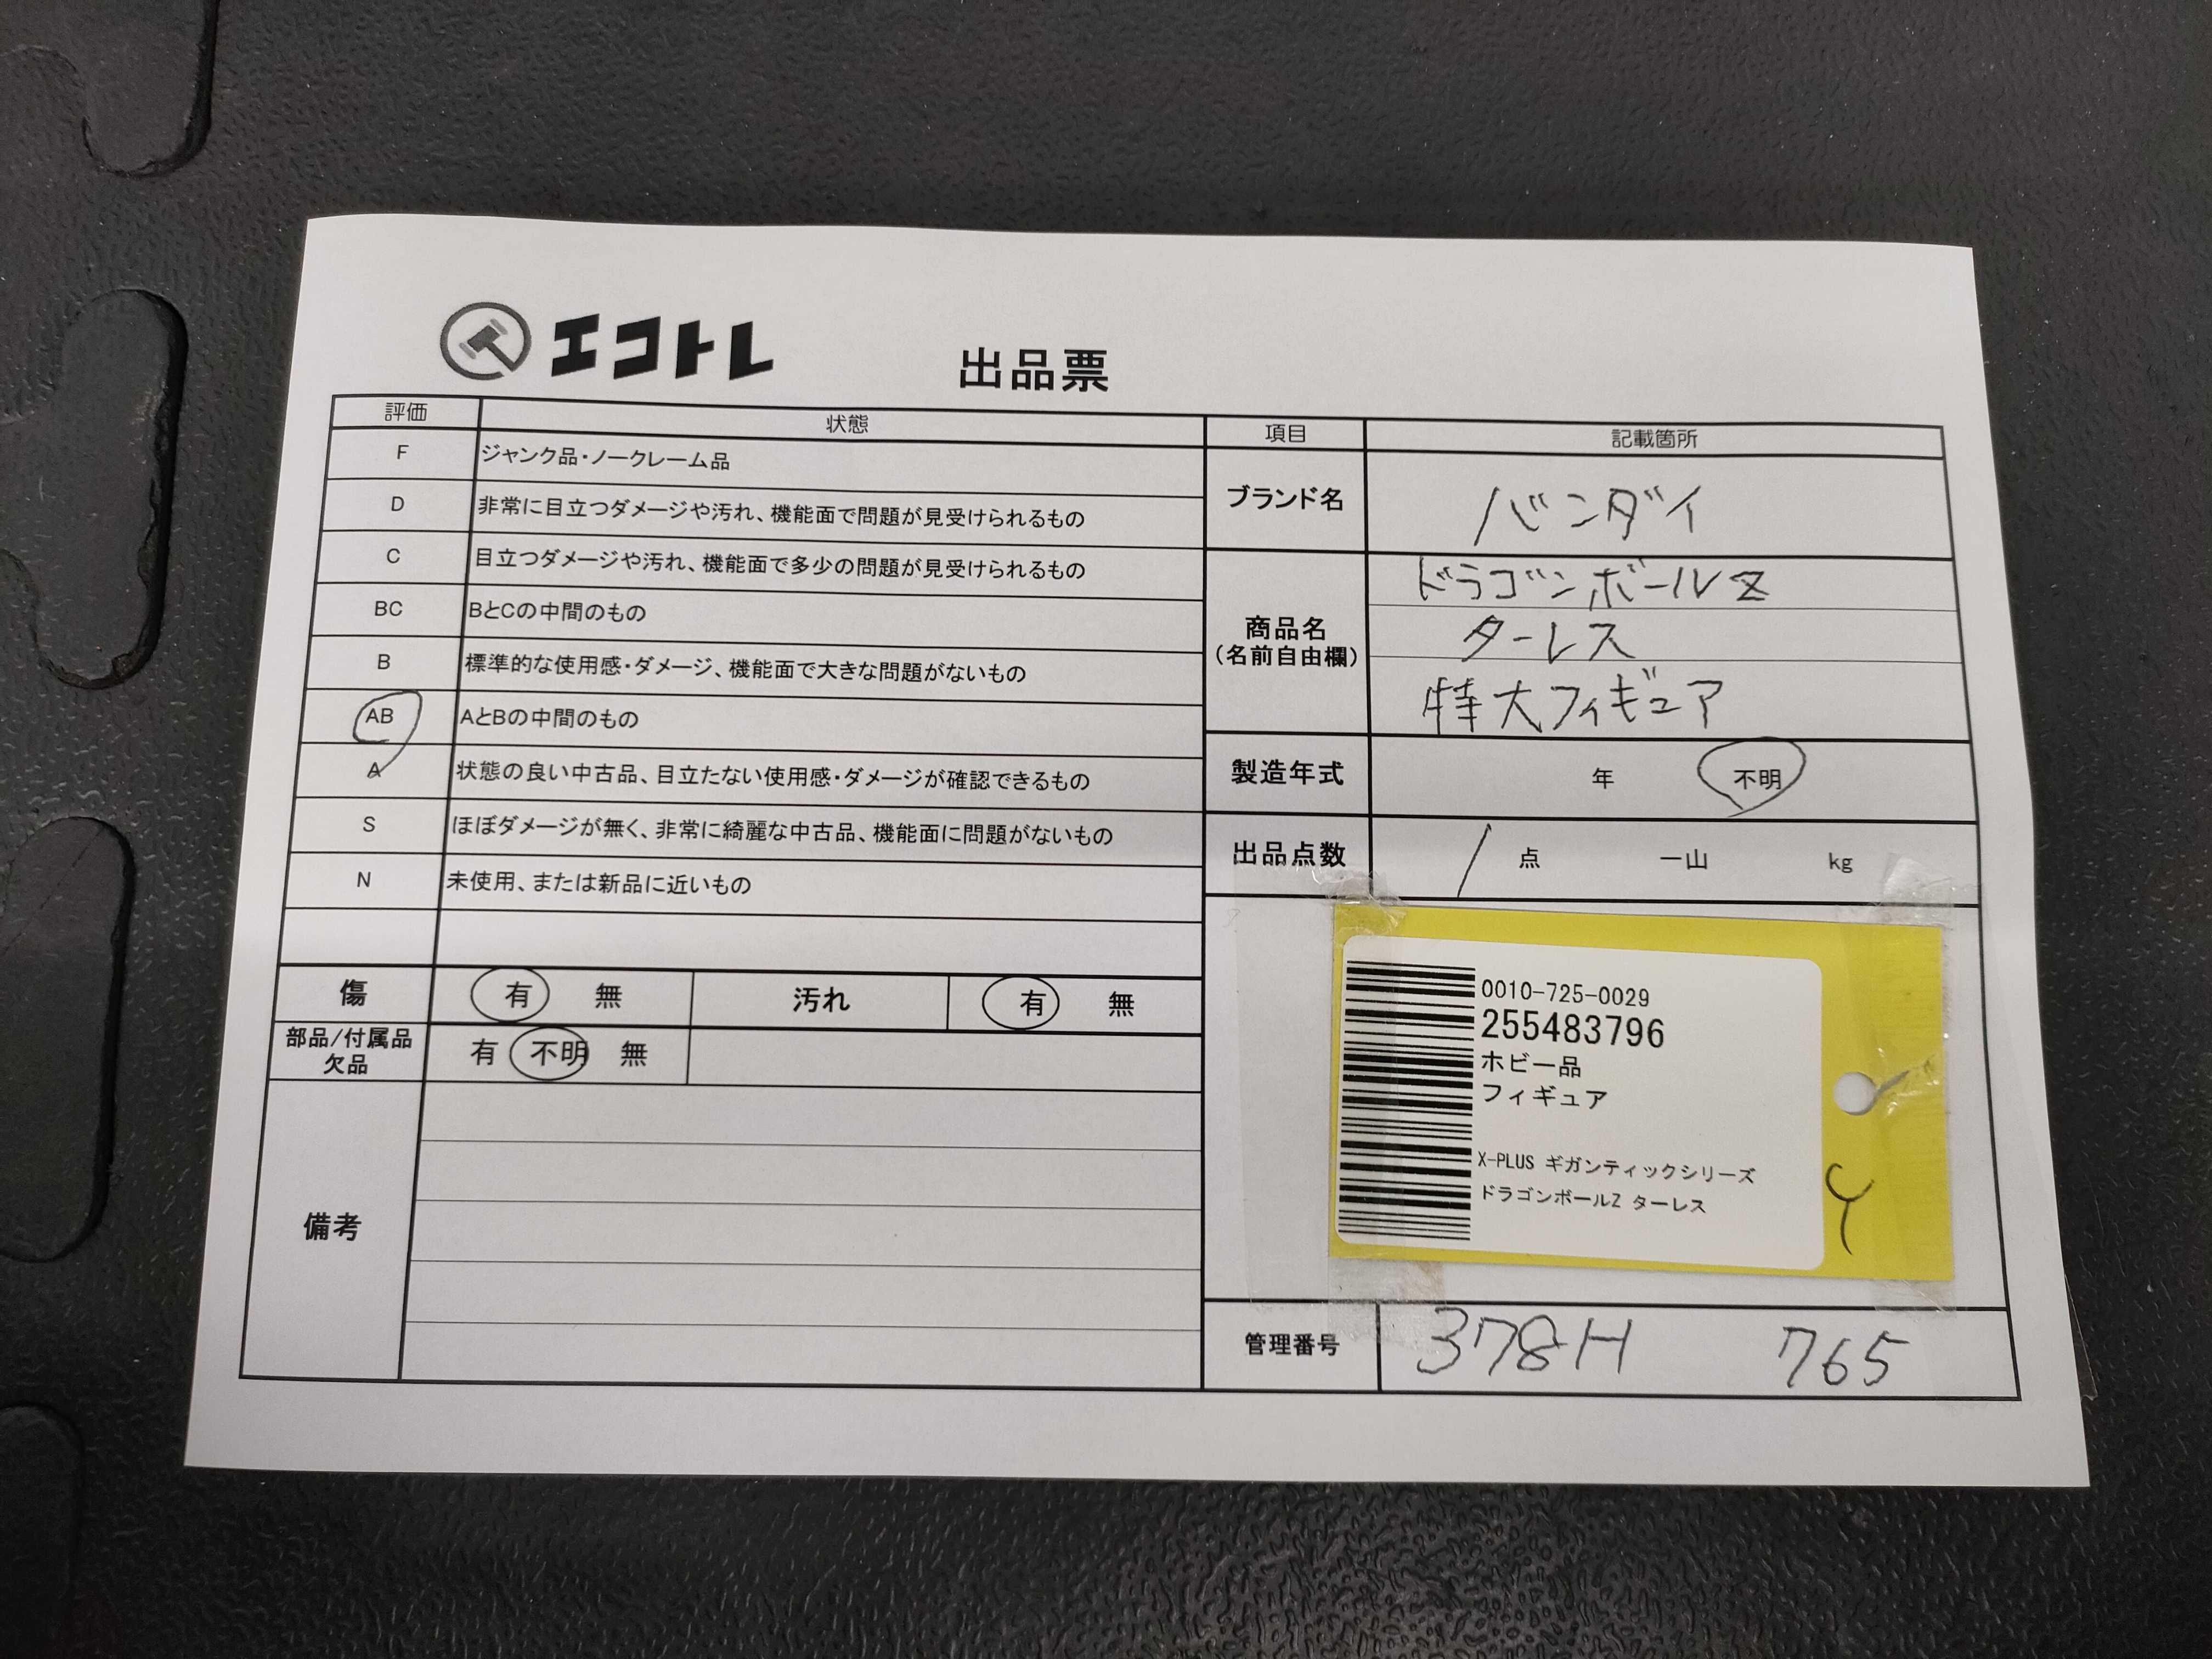 エコトレ
出品票
評価 状態
F ジャンク品・ノークレーム品
D 非常に目立つダメージや汚れ、機能面で問題が見受けられるもの
C 目立つダメージや汚れ、機能面で多少の問題が見受けられるもの
BC BとCの中間のもの
B 標準的な使用感・ダメージ、機能面で大きな問題がないもの
AB AとBの中間のもの
A 状態の良い中古品、目立たない使用感・ダメージが確認できるもの
S ほぼダメージが無く、非常に綺麗な中古品、機能面に問題がないもの
N 未使用、または新品に近いもの
傷 有 無 汚れ 有 無
部品/付属品
欠品 有 不明 無
備考
項目 記載箇所
ブランド名 バンダイ
商品名
(名前自由欄)
ドラゴンボールZ
ターレス
特大フィギュア
製造年式 年 不明
出品点数 1 点 一山 kg
0010-725-0029
255483796
ホビー品
フィギュア
X-PLUS ギガンティックシリーズ
ドラゴンボールZ ターレス
Y
管理番号 378H 765